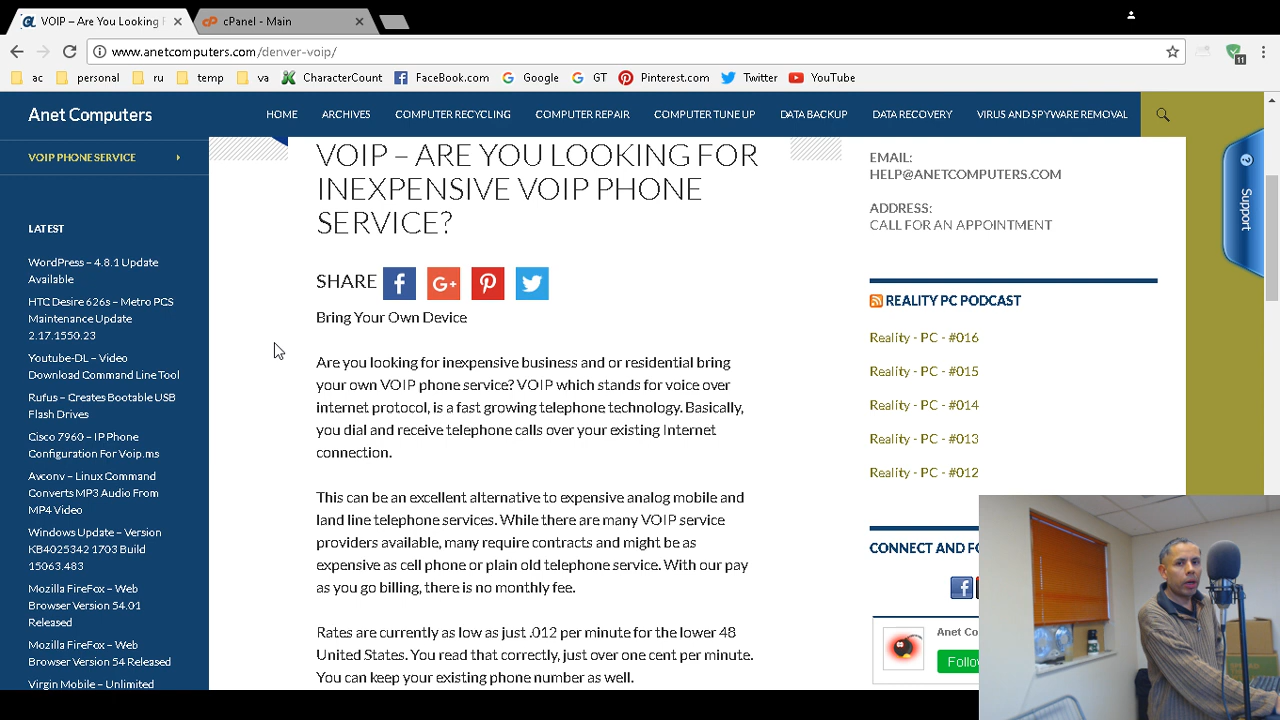 VOIP – Are You Looking F
cPanel - Main
www.anetcomputers.com/denver-voip/
11
ac
personal
ru
temp
va
CharacterCount
FaceBook.com
Google
GT
Pinterest.com
Twitter
YouTube
Anet Computers
HOME
ARCHIVES
COMPUTER RECYCLING
COMPUTER REPAIR
COMPUTER TUNE UP
DATA BACKUP
DATA RECOVERY
VIRUS AND SPYWARE REMOVAL
VOIP PHONE SERVICE
LATEST
WordPress – 4.8.1 Update
Available
HTC Desire 626s – Metro PCS
Maintenance Update
2.17.1550.23
Youtube-DL – Video
Download Command Line Tool
Rufus – Creates Bootable USB
Flash Drives
Cisco 7960 – IP Phone
Configuration For Voip.ms
Avconv – Linux Command
Converts MP3 Audio From
MP4 Video
Windows Update – Version
KB4025342 1703 Build
15063.483
Mozilla FireFox – Web
Browser Version 54.01
Released
Mozilla FireFox – Web
Browser Version 54 Released
Virgin Mobile – Unlimited
VOIP – ARE YOU LOOKING FOR
INEXPENSIVE VOIP PHONE
SERVICE?
SHARE
Bring Your Own Device
Are you looking for inexpensive business and or residential bring
your own VOIP phone service? VOIP which stands for voice over
internet protocol, is a fast growing telephone technology. Basically,
you dial and receive telephone calls over your existing Internet
connection.
This can be an excellent alternative to expensive analog mobile and
land line telephone services. While there are many VOIP service
providers available, many require contracts and might be as
expensive as cell phone or plain old telephone service. With our pay
as you go billing, there is no monthly fee.
Rates are currently as low as just .012 per minute for the lower 48
United States. You read that correctly, just over one cent per minute.
You can keep your existing phone number as well.
EMAIL:
HELP@ANETCOMPUTERS.COM
ADDRESS:
CALL FOR AN APPOINTMENT
REALITY PC PODCAST
Reality - PC - #016
Reality - PC - #015
Reality - PC - #014
Reality - PC - #013
Reality - PC - #012
CONNECT AND FO
Anet Co
Follow
Support